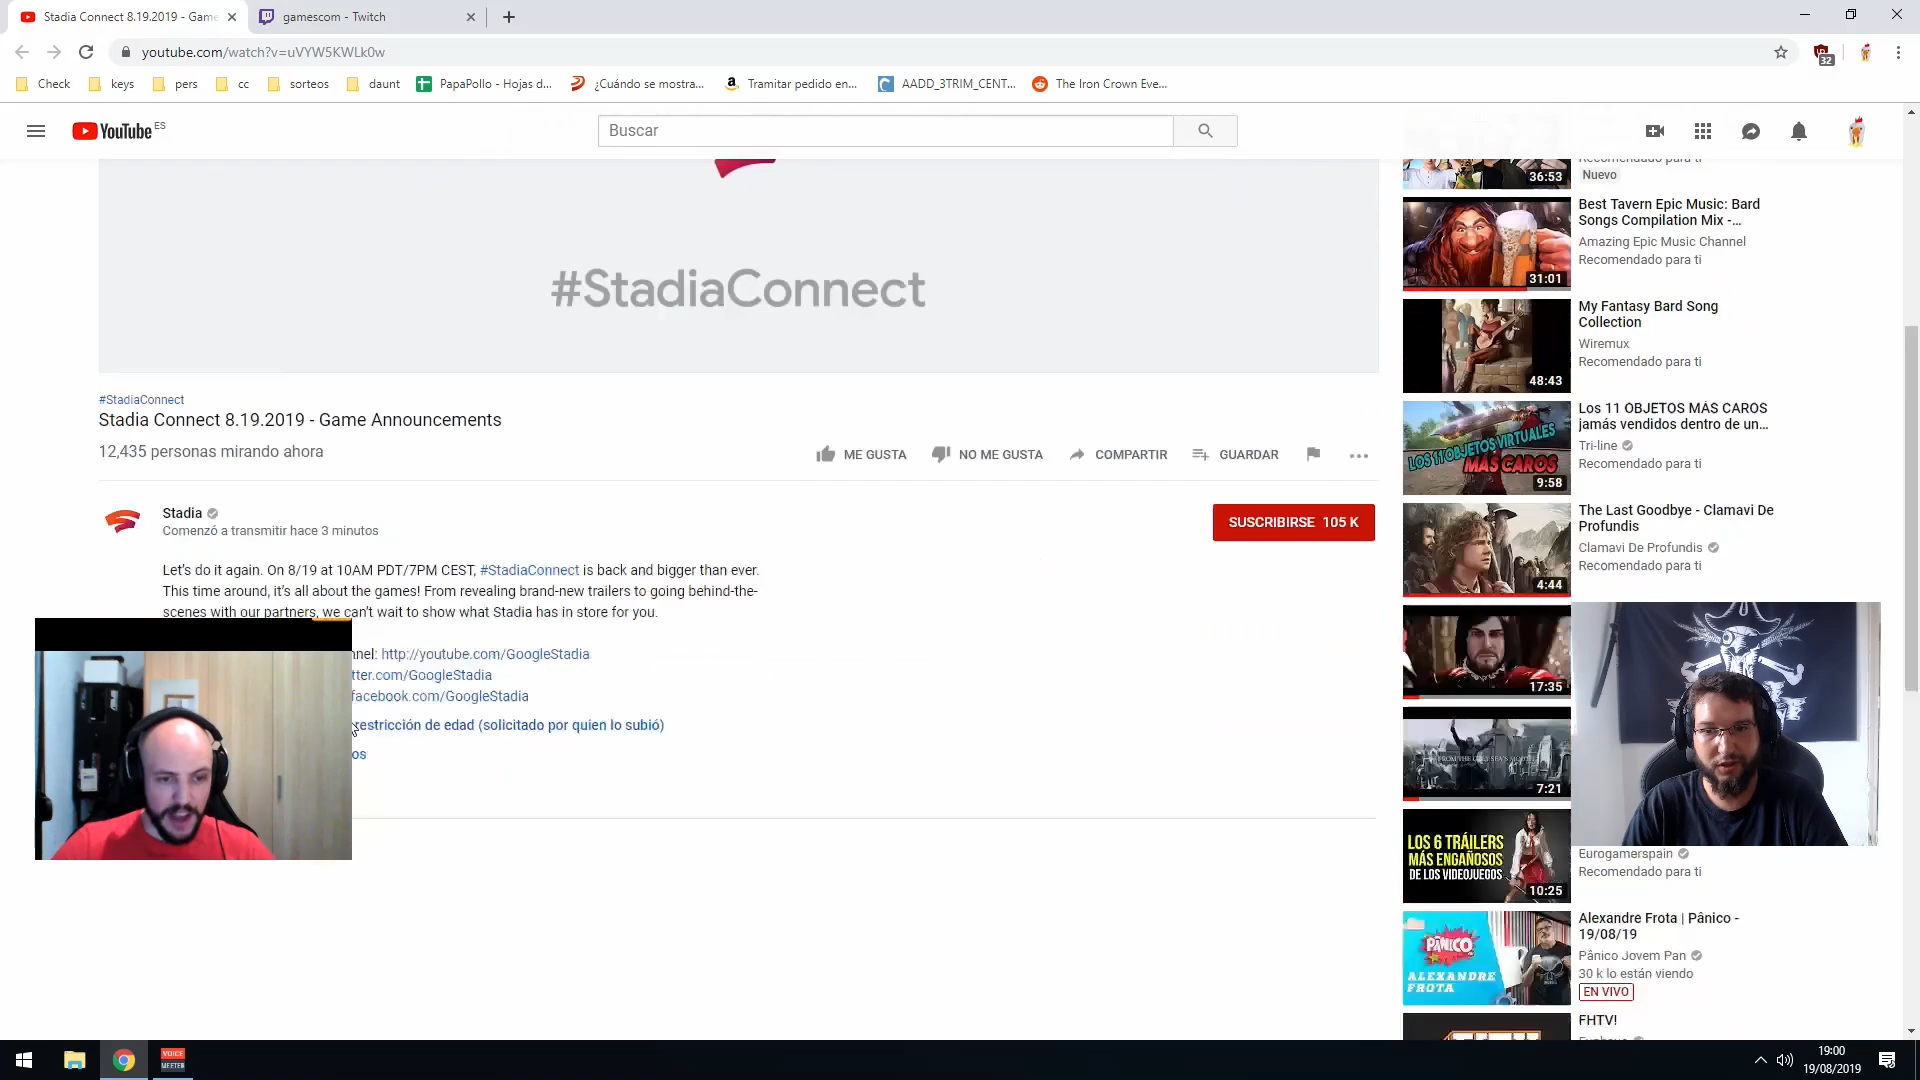 Stadia Connect 8.19.2019 - Game
gamescom - Twitch
youtube.com/watch?v=uVYW5KWLk0w
32
Check
keys
pers
cc
sorteos
daunt
PapaPollo - Hojas d...
¿Cuándo se mostra...
Tramitar pedido en...
AADD_3TRIM_CENT...
The Iron Crown Eve...
YouTube ES
Buscar
#StadiaConnect
#StadiaConnect
Stadia Connect 8.19.2019 - Game Announcements
12,435 personas mirando ahora
ME GUSTA
NO ME GUSTA
COMPARTIR
GUARDAR
Stadia
Comenzó a transmitir hace 3 minutos
SUSCRIBIRSE 105 K
Let's do it again. On 8/19 at 10AM PDT/7PM CEST, #StadiaConnect is back and bigger than ever.
This time around, it's all about the games! From revealing brand-new trailers to going behind-the-
scenes with our partners, we can't wait to show what Stadia has in store for you.
nel: http://youtube.com/GoogleStadia
tter.com/GoogleStadia
facebook.com/GoogleStadia
restricción de edad (solicitado por quien lo subió)
os
36:53
Recomendado para ti
Nuevo
31:01
Best Tavern Epic Music: Bard
Songs Compilation Mix -...
Amazing Epic Music Channel
Recomendado para ti
48:43
My Fantasy Bard Song
Collection
Wiremux
Recomendado para ti
LOS 11 OBJETOS VIRTUALES
MÁS CAROS
9:58
Los 11 OBJETOS MÁS CAROS
jamás vendidos dentro de un...
Tri-line
Recomendado para ti
4:44
The Last Goodbye - Clamavi De
Profundis
Clamavi De Profundis
Recomendado para ti
17:35
7:21
LOS 6 TRÁILERS
MÁS ENGAÑOSOS
DE LOS VIDEOJUEGOS
10:25
Eurogamerspain
Recomendado para ti
PÂNICO
ALEXANDRE
FROTA
Alexandre Frota | Pânico -
19/08/19
Pânico Jovem Pan
30 k lo están viendo
EN VIVO
FHTV!
VOICE
MEETER
19:00
19/08/2019